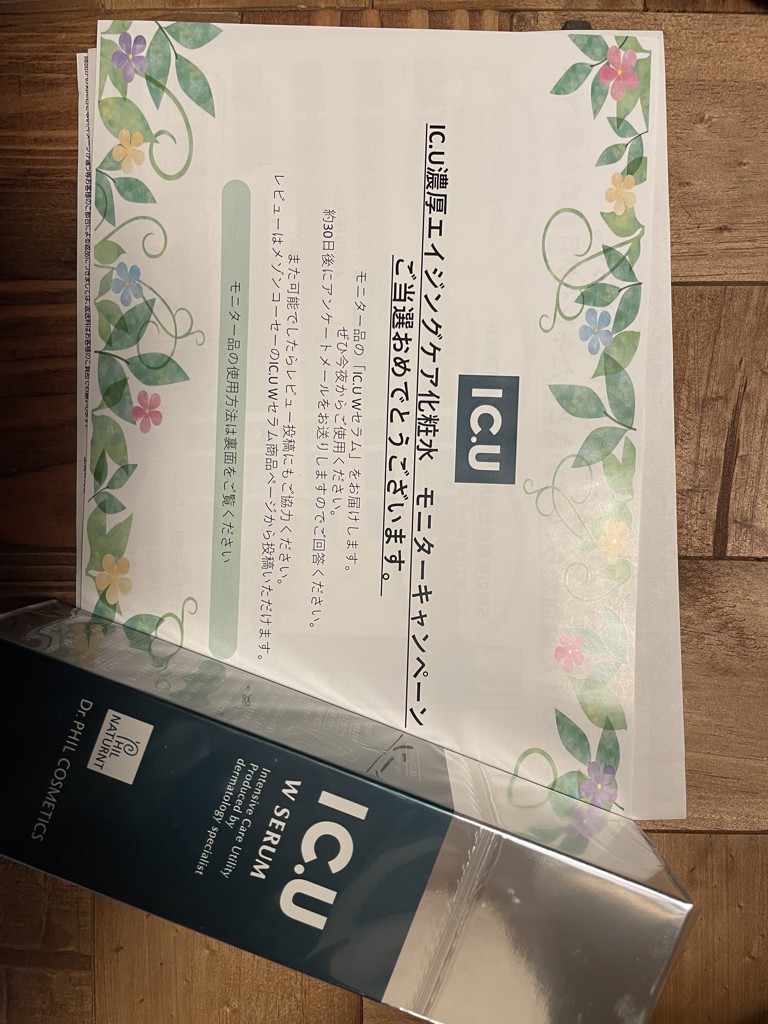 IC.U
IC.U濃厚エイジングケア化粧水 モニターキャンペーン
ご当選おめでとうございます。
モニター品の「IC.U Wセラム」をお届けします。
ぜひ今夜からご使用ください。
約30日後にアンケートメールをお送りしますのでご回答ください。
また可能でしたらレビュー投稿にもご協力ください。
レビューはメゾンコーセーのIC.U Wセラム商品ページから投稿いただけます。
モニター品の使用方法は裏面をご覧ください
IC.U
W SERUM
Intensive Care Utility
Produced by
dermatology specialist
PHIL
NATURNT
Dr.PHIL COSMETICS